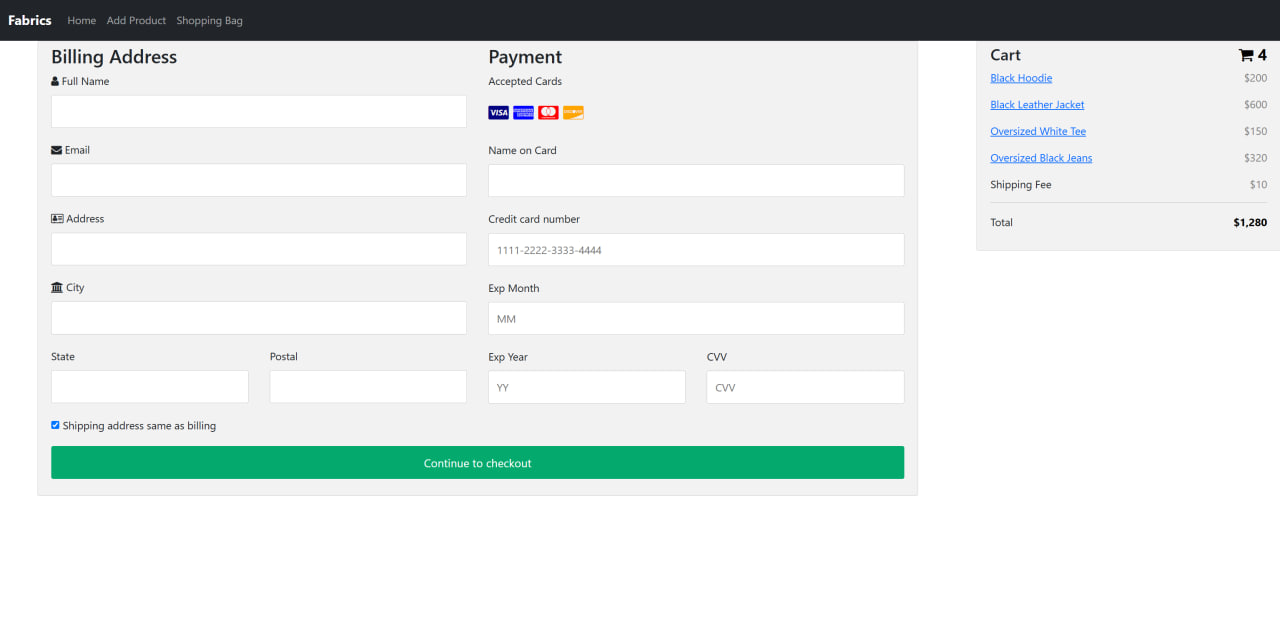 Fabrics Home Add Product Shopping Bag
Billing Address
Full Name
Email
Address
City
State Postal
Shipping address same as billing
Payment
Accepted Cards
VISA
Name on Card
Credit card number
1111-2222-3333-4444
Exp Month
MM
Exp Year CVV
YY CVV
Continue to checkout
Cart 4
Black Hoodie $200
Black Leather Jacket $600
Oversized White Tee $150
Oversized Black Jeans $320
Shipping Fee $10
Total $1,280